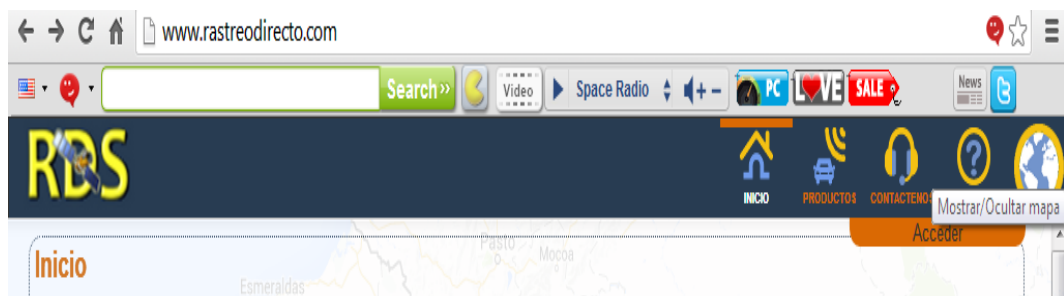 www.rastreodirecto.com
Search»
Video
Space Radio
PC
LOVE
SALE
News
RDS
INICIO
PRODUCTOS
CONTACTENO
Mostrar/Ocultar mapa
Acceder
Inicio
Pasto
Mocoa
Esmeraldas